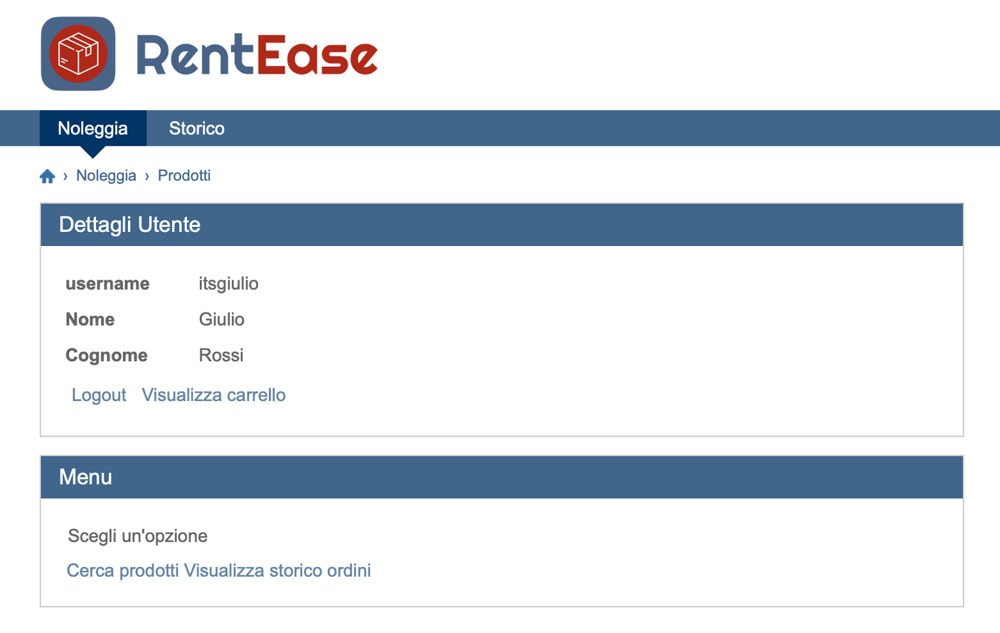 RentEase
Noleggia Storico
› Noleggia › Prodotti
Dettagli Utente
username itsgiulio
Nome Giulio
Cognome Rossi
Logout Visualizza carrello
Menu
Scegli un'opzione
Cerca prodotti Visualizza storico ordini